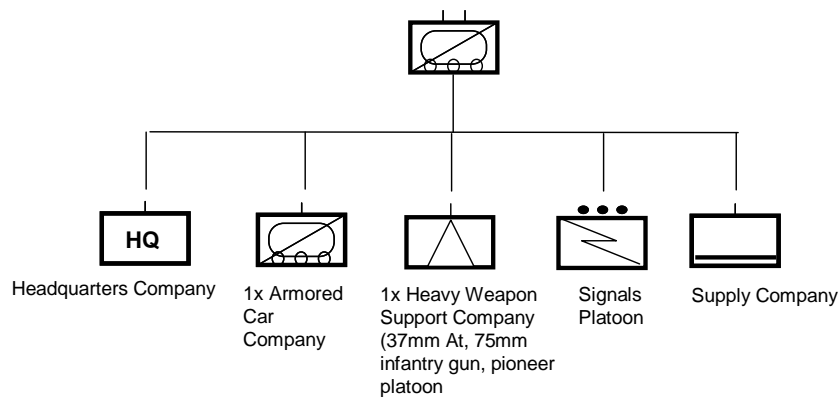 HQ
Headquarters Company
1x Armored
Car
Company
1x Heavy Weapon
Support Company
(37mm At, 75mm
infantry gun, pioneer
platoon
Signals
Platoon
Supply Company